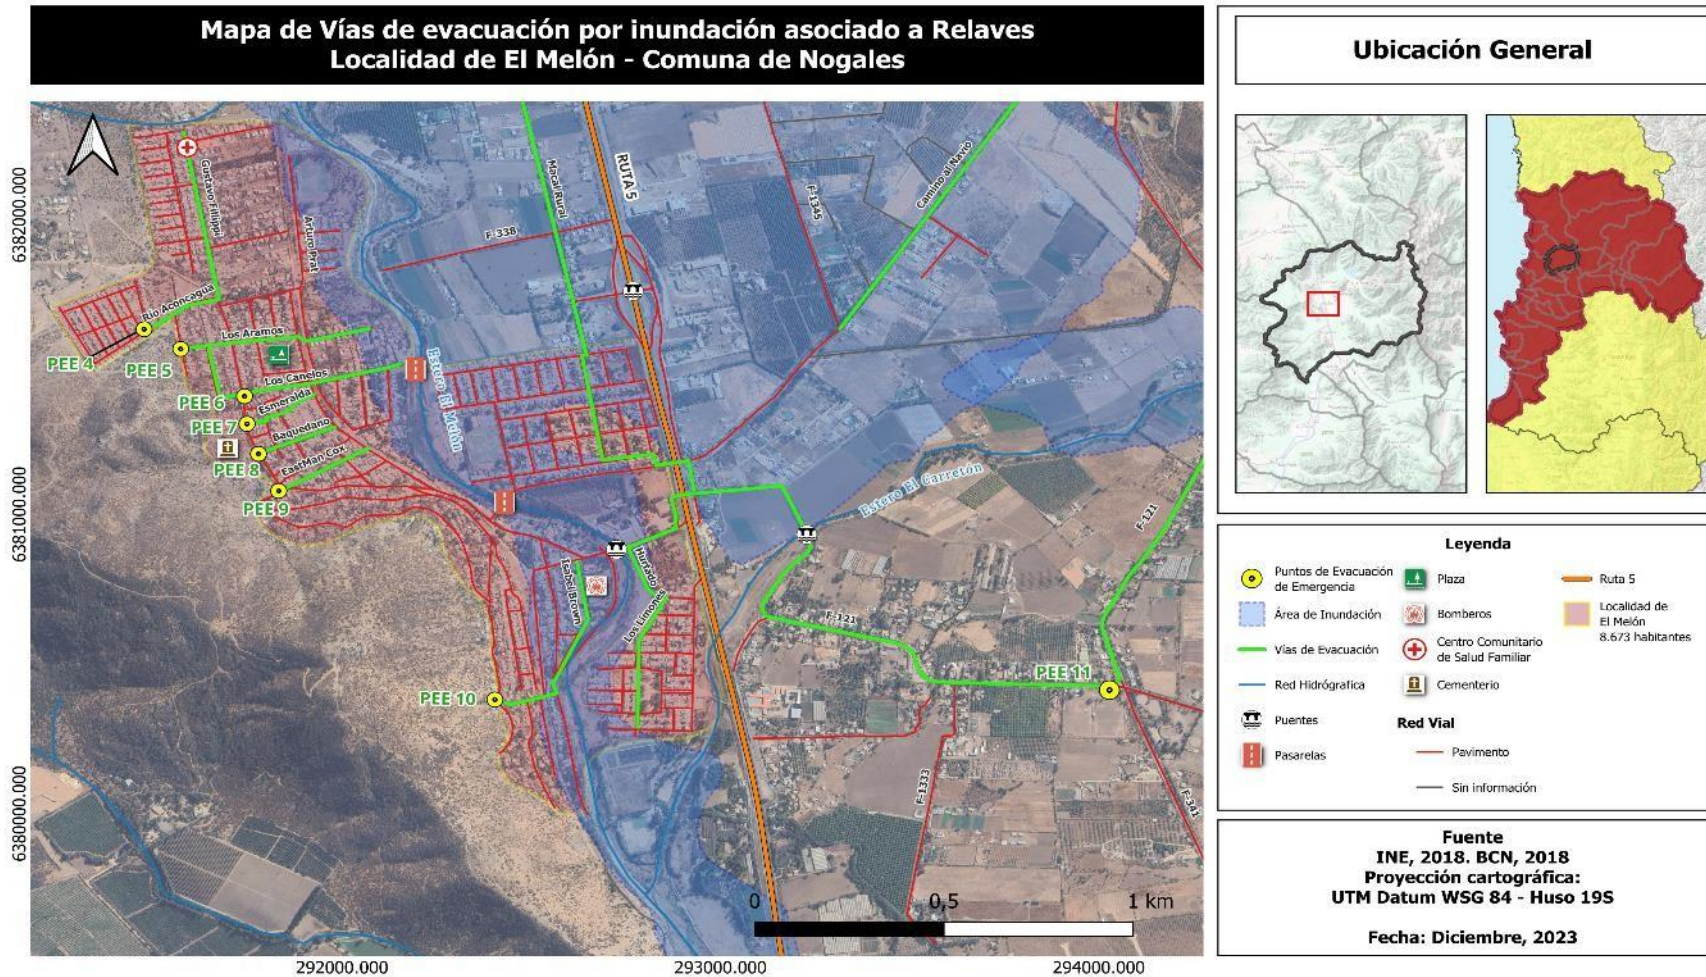 Mapa de Vías de evacuación por inundación asociado a Relaves
Localidad de El Melón - Comuna de Nogales
Ubicación General
6382000.000
6381000.000
6380000.000
292000.000
293000.000
294000.000
Gustavo Fillippi
Arturo Prat
Macal Rural
RUTA 5
F-1345
Camino al Navío
F-338
Río Aconcagua
Los Aramos
PEE 4
PEE 5
Estero El Melón
Los Canelos
PEE 6
Esmeralda
PEE 7
Baquedano
PEE 8
EastMan Cox
PEE 9
Estero El Carretón
F-121
Hurtado
Isabel Brown
Los Limones
F-121
PEE 10
PEE 11
F-1333
F-341
0
0,5
1 km
Leyenda
Puntos de Evacuación
de Emergencia
Área de Inundación
Vías de Evacuación
Red Hidrógrafica
Puentes
Pasarelas
Plaza
Bomberos
Centro Comunitario
de Salud Familiar
Cementerio
Red Vial
Pavimento
Sin información
Ruta 5
Localidad de
El Melón
8.673 habitantes
Fuente
INE, 2018. BCN, 2018
Proyección cartográfica:
UTM Datum WSG 84 - Huso 19S
Fecha: Diciembre, 2023